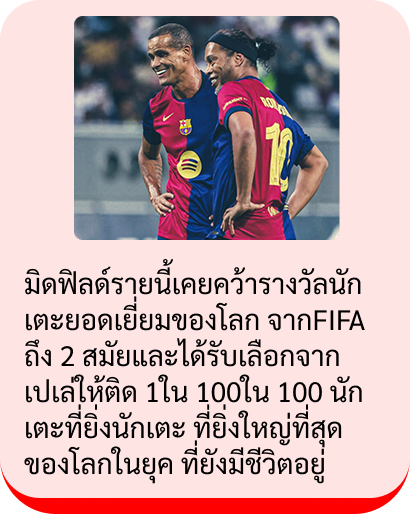 RONALDI
10
มิดฟิลด์รายนี้เคยคว้ารางวัลนัก
เตะยอดเยี่ยมของโลก จากFIFA
ถึง 2 สมัยและได้รับเลือกจาก
เปเล่ให้ติด 1ใน 100ใน 100 นัก
เตะที่ยิ่งนักเตะ ที่ยิ่งใหญ่ที่สุด
ของโลกในยุค ที่ยังมีชีวิตอยู่